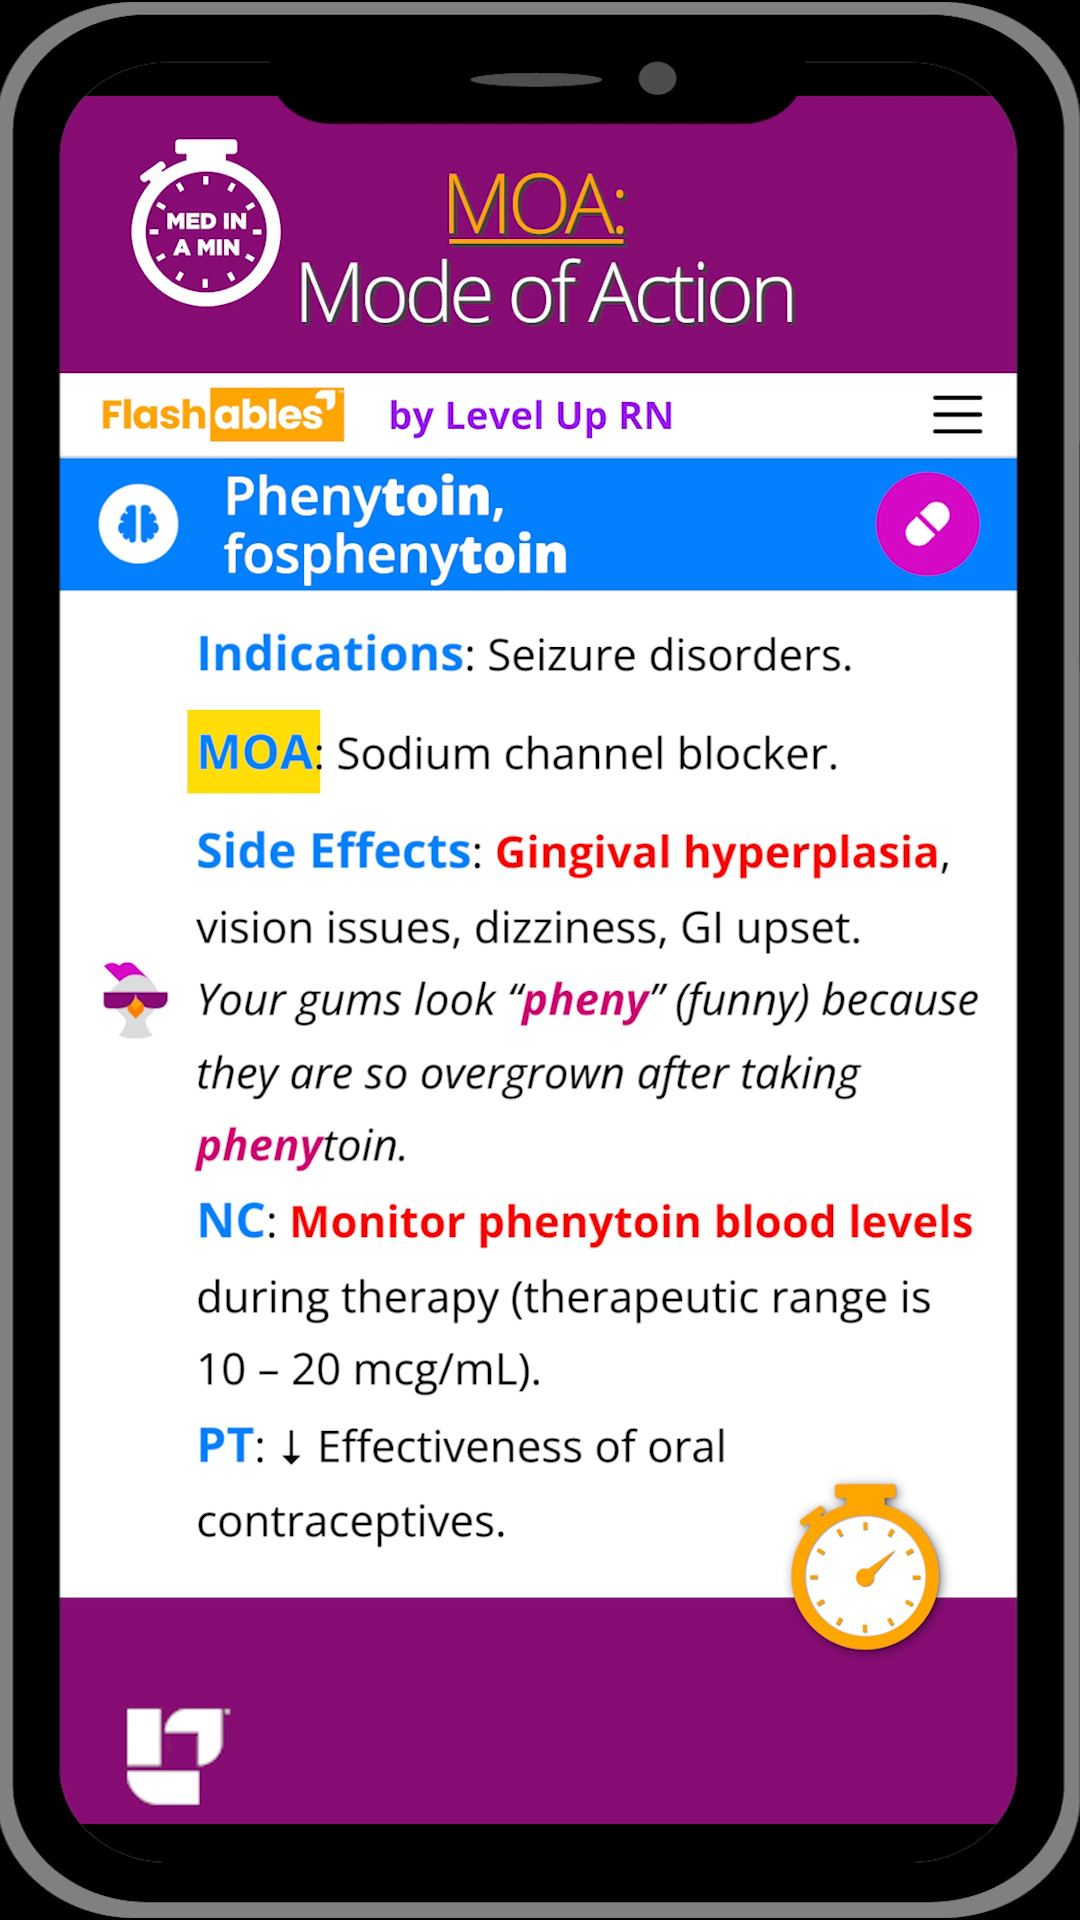 MED IN
A MIN
MOA:
Mode of Action
Flashables™ by Level Up RN
Phenytoin,
fosphenytoin
Indications: Seizure disorders.
MOA: Sodium channel blocker.
Side Effects: Gingival hyperplasia,
vision issues, dizziness, GI upset.
Your gums look “pheny” (funny) because
they are so overgrown after taking
phenytoin.
NC: Monitor phenytoin blood levels
during therapy (therapeutic range is
10 – 20 mcg/mL).
PT: ↓ Effectiveness of oral
contraceptives.